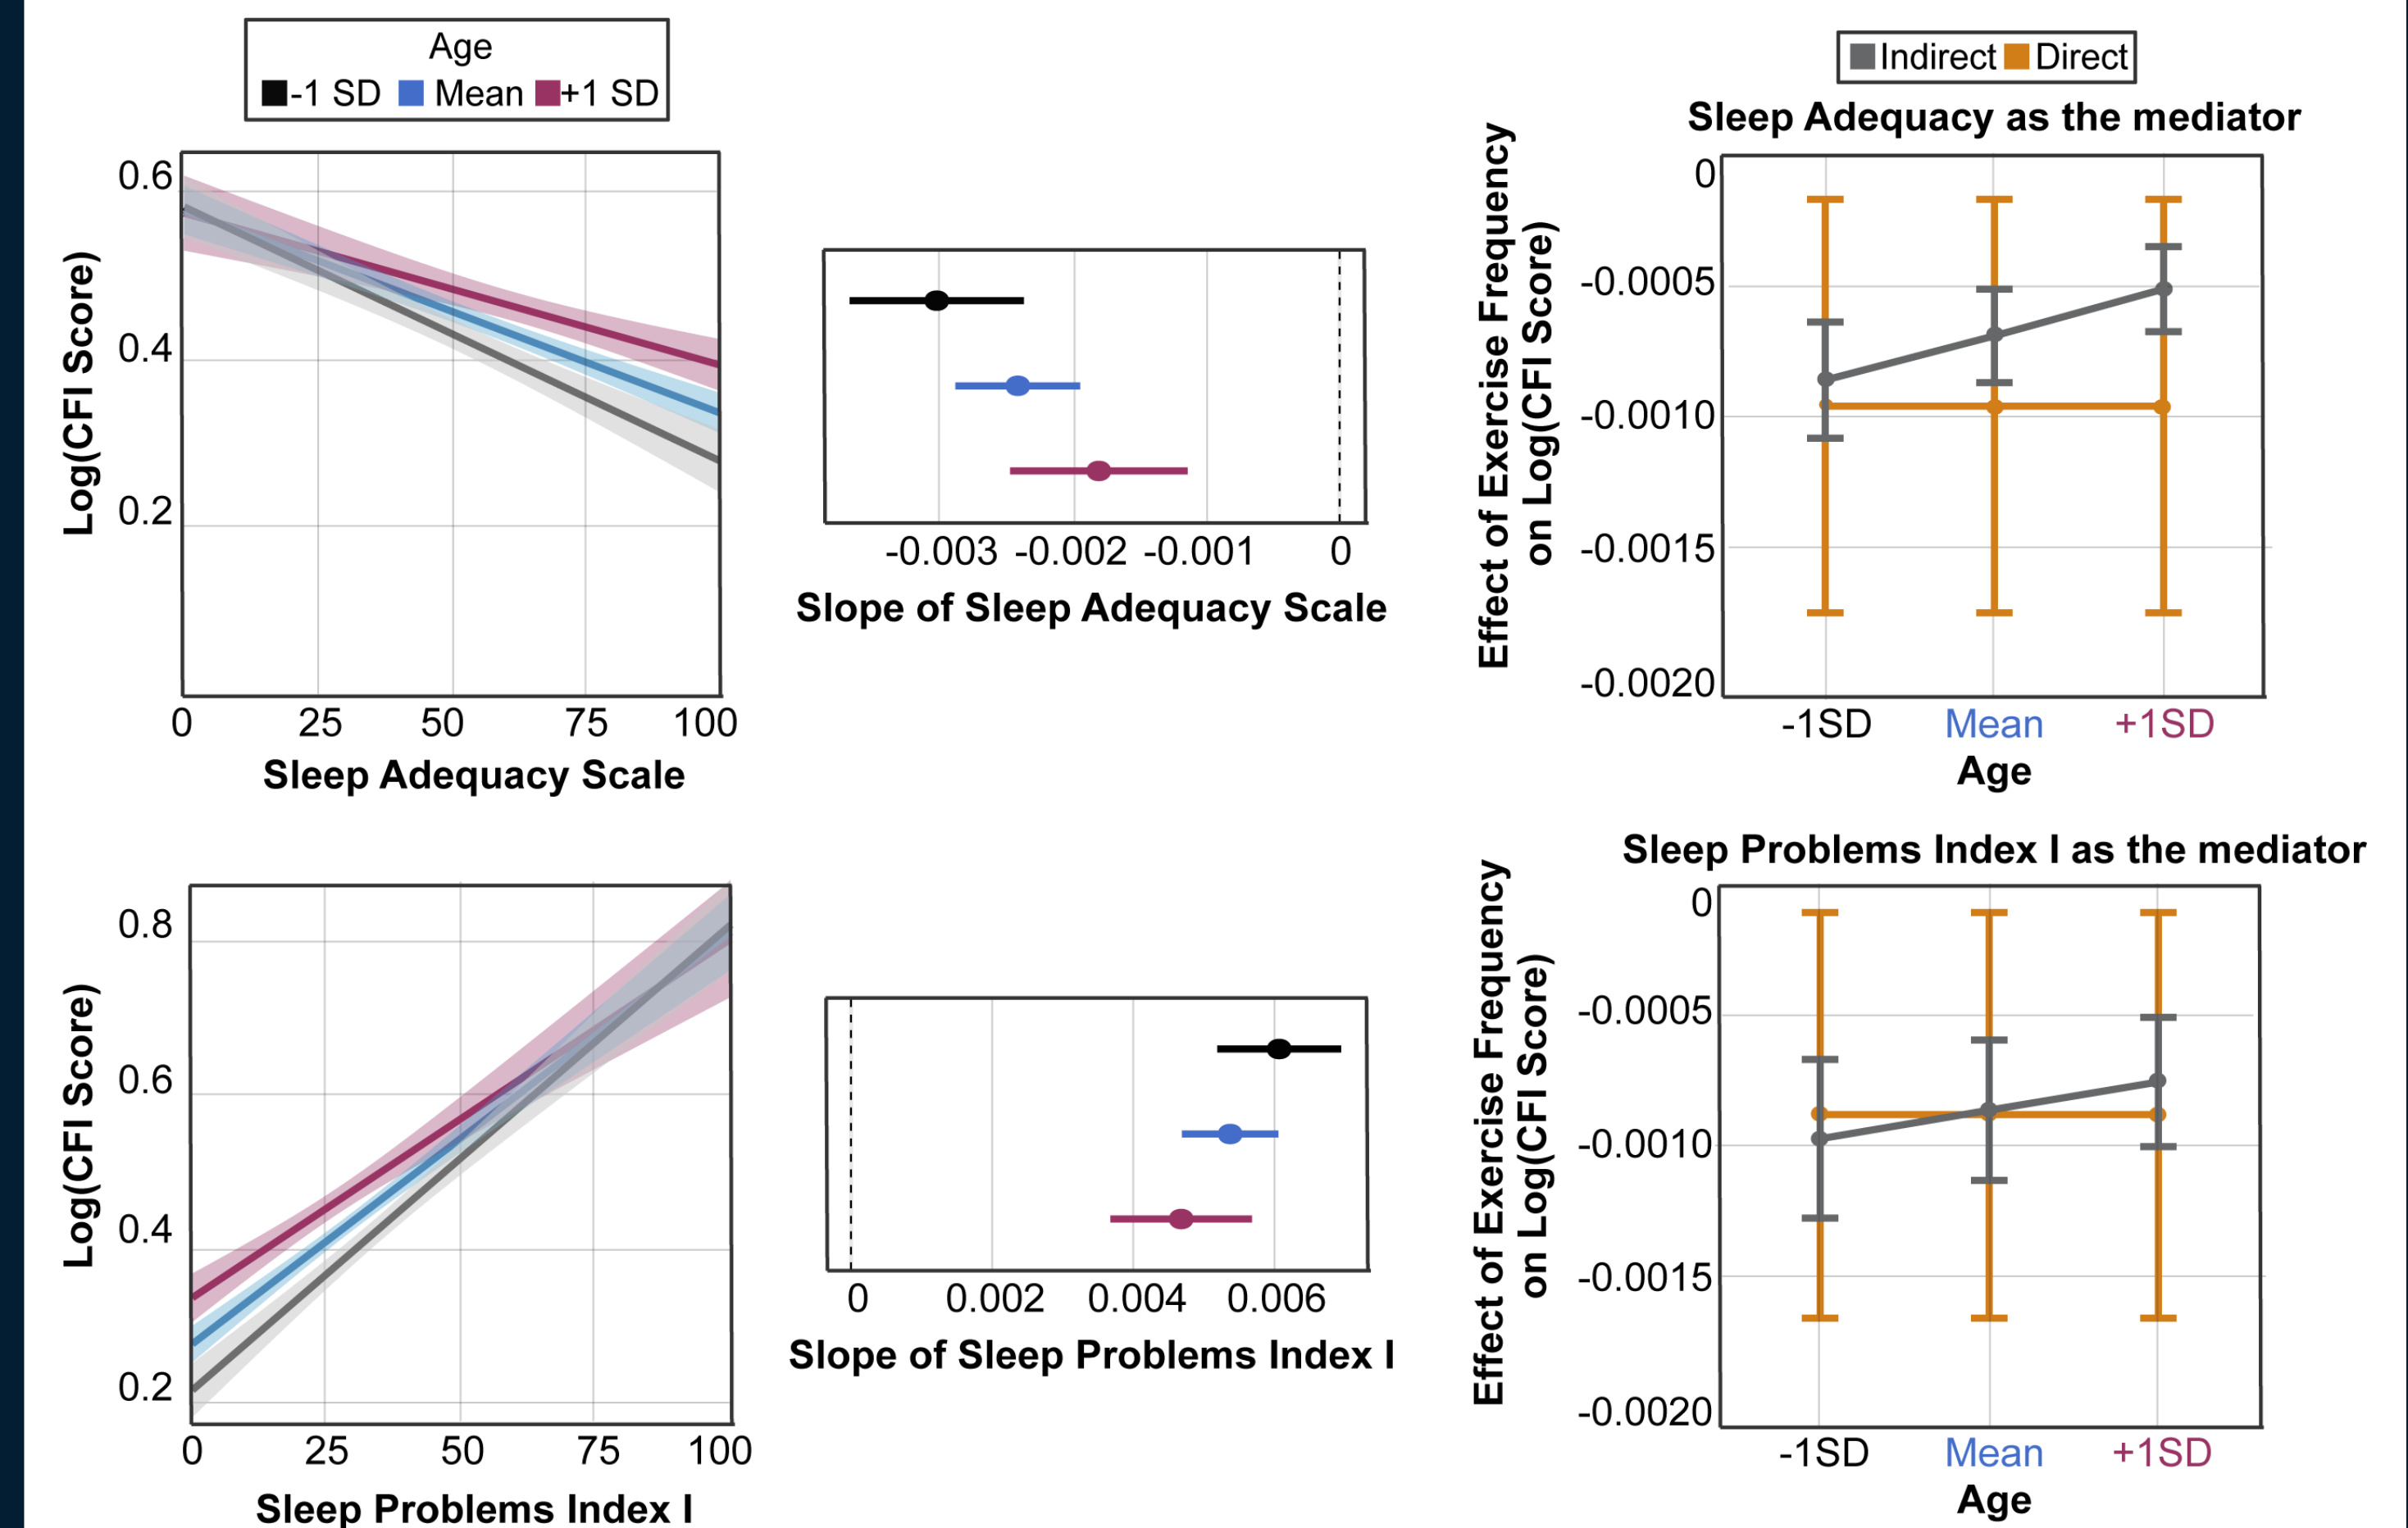 Age
-1 SD Mean +1 SD
Log(CFI Score)
0.6
0.4
0.2
0 25 50 75 100
Sleep Adequacy Scale
-0.003 -0.002 -0.001 0
Slope of Sleep Adequacy Scale
Indirect Direct
Sleep Adequacy as the mediator
Effect of Exercise Frequency
on Log(CFI Score)
0
-0.0005
-0.0010
-0.0015
-0.0020
-1SD Mean +1SD
Age
Log(CFI Score)
0.8
0.6
0.4
0.2
0 25 50 75 100
Sleep Problems Index I
0 0.002 0.004 0.006
Slope of Sleep Problems Index I
Sleep Problems Index I as the mediator
Effect of Exercise Frequency
on Log(CFI Score)
0
-0.0005
-0.0010
-0.0015
-0.0020
-1SD Mean +1SD
Age